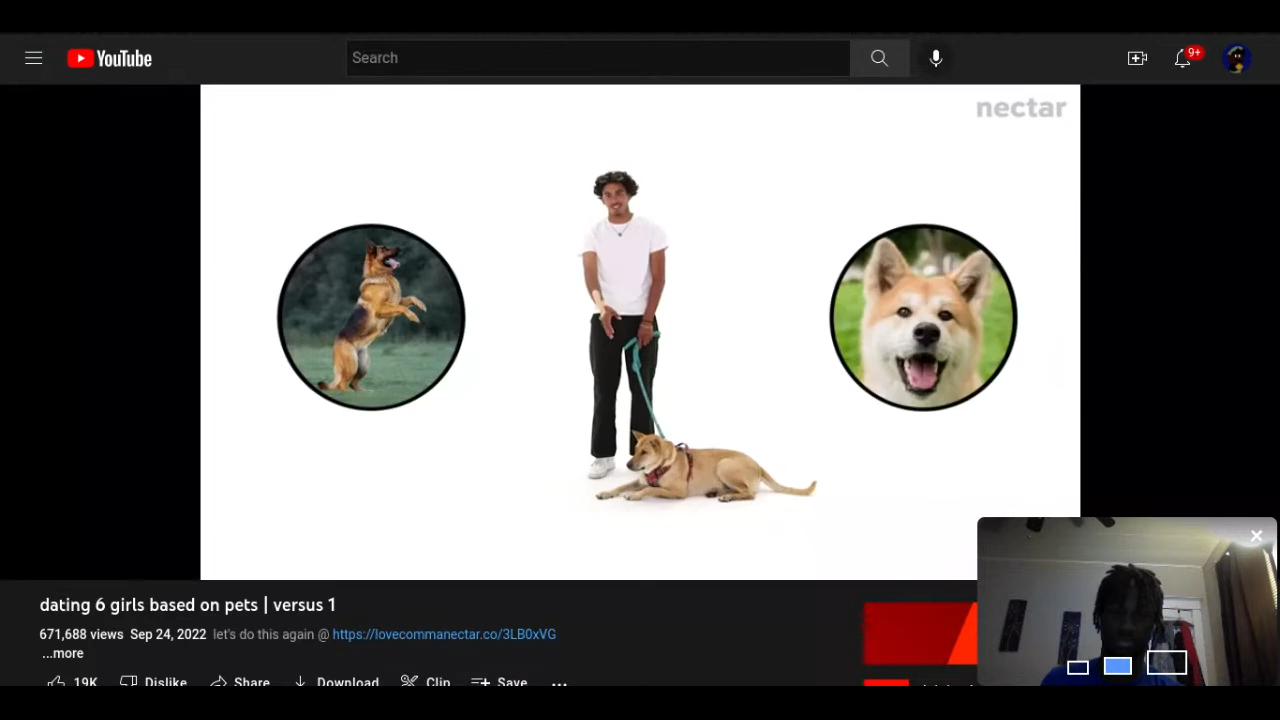 YouTube
Search
9+
nectar
dating 6 girls based on pets | versus 1
671,688 views Sep 24, 2022 let's do this again @ https://lovecommanectar.co/3LB0xVG
...more
19K Dislike Share Download Clip Save